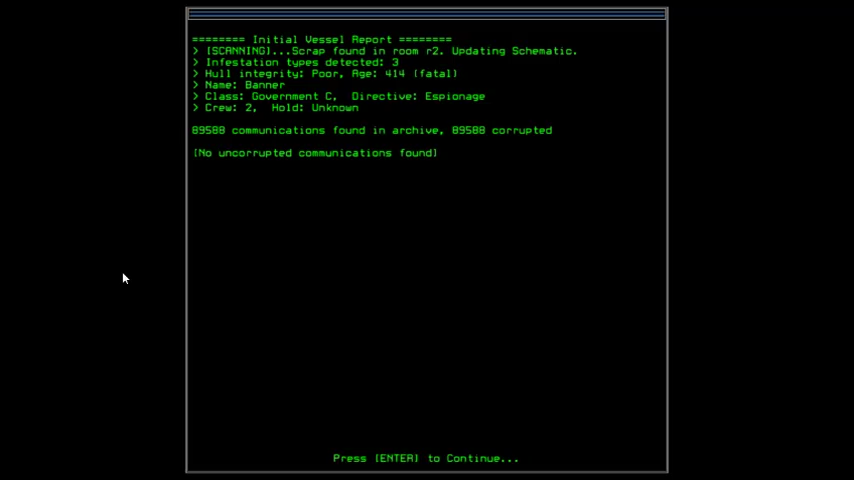 ======== Initial Vessel Report ========
> [SCANNING]...Scrap found in room r2. Updating Schematic.
> Infestation types detected: 3
> Hull integrity: Poor, Age: 414 (fatal)
> Name: Banner
> Class: Government C,  Directive: Espionage
> Crew: 2,  Hold: Unknown
89588 communications found in archive, 89588 corrupted
[No uncorrupted communications found]
Press [ENTER] to Continue...